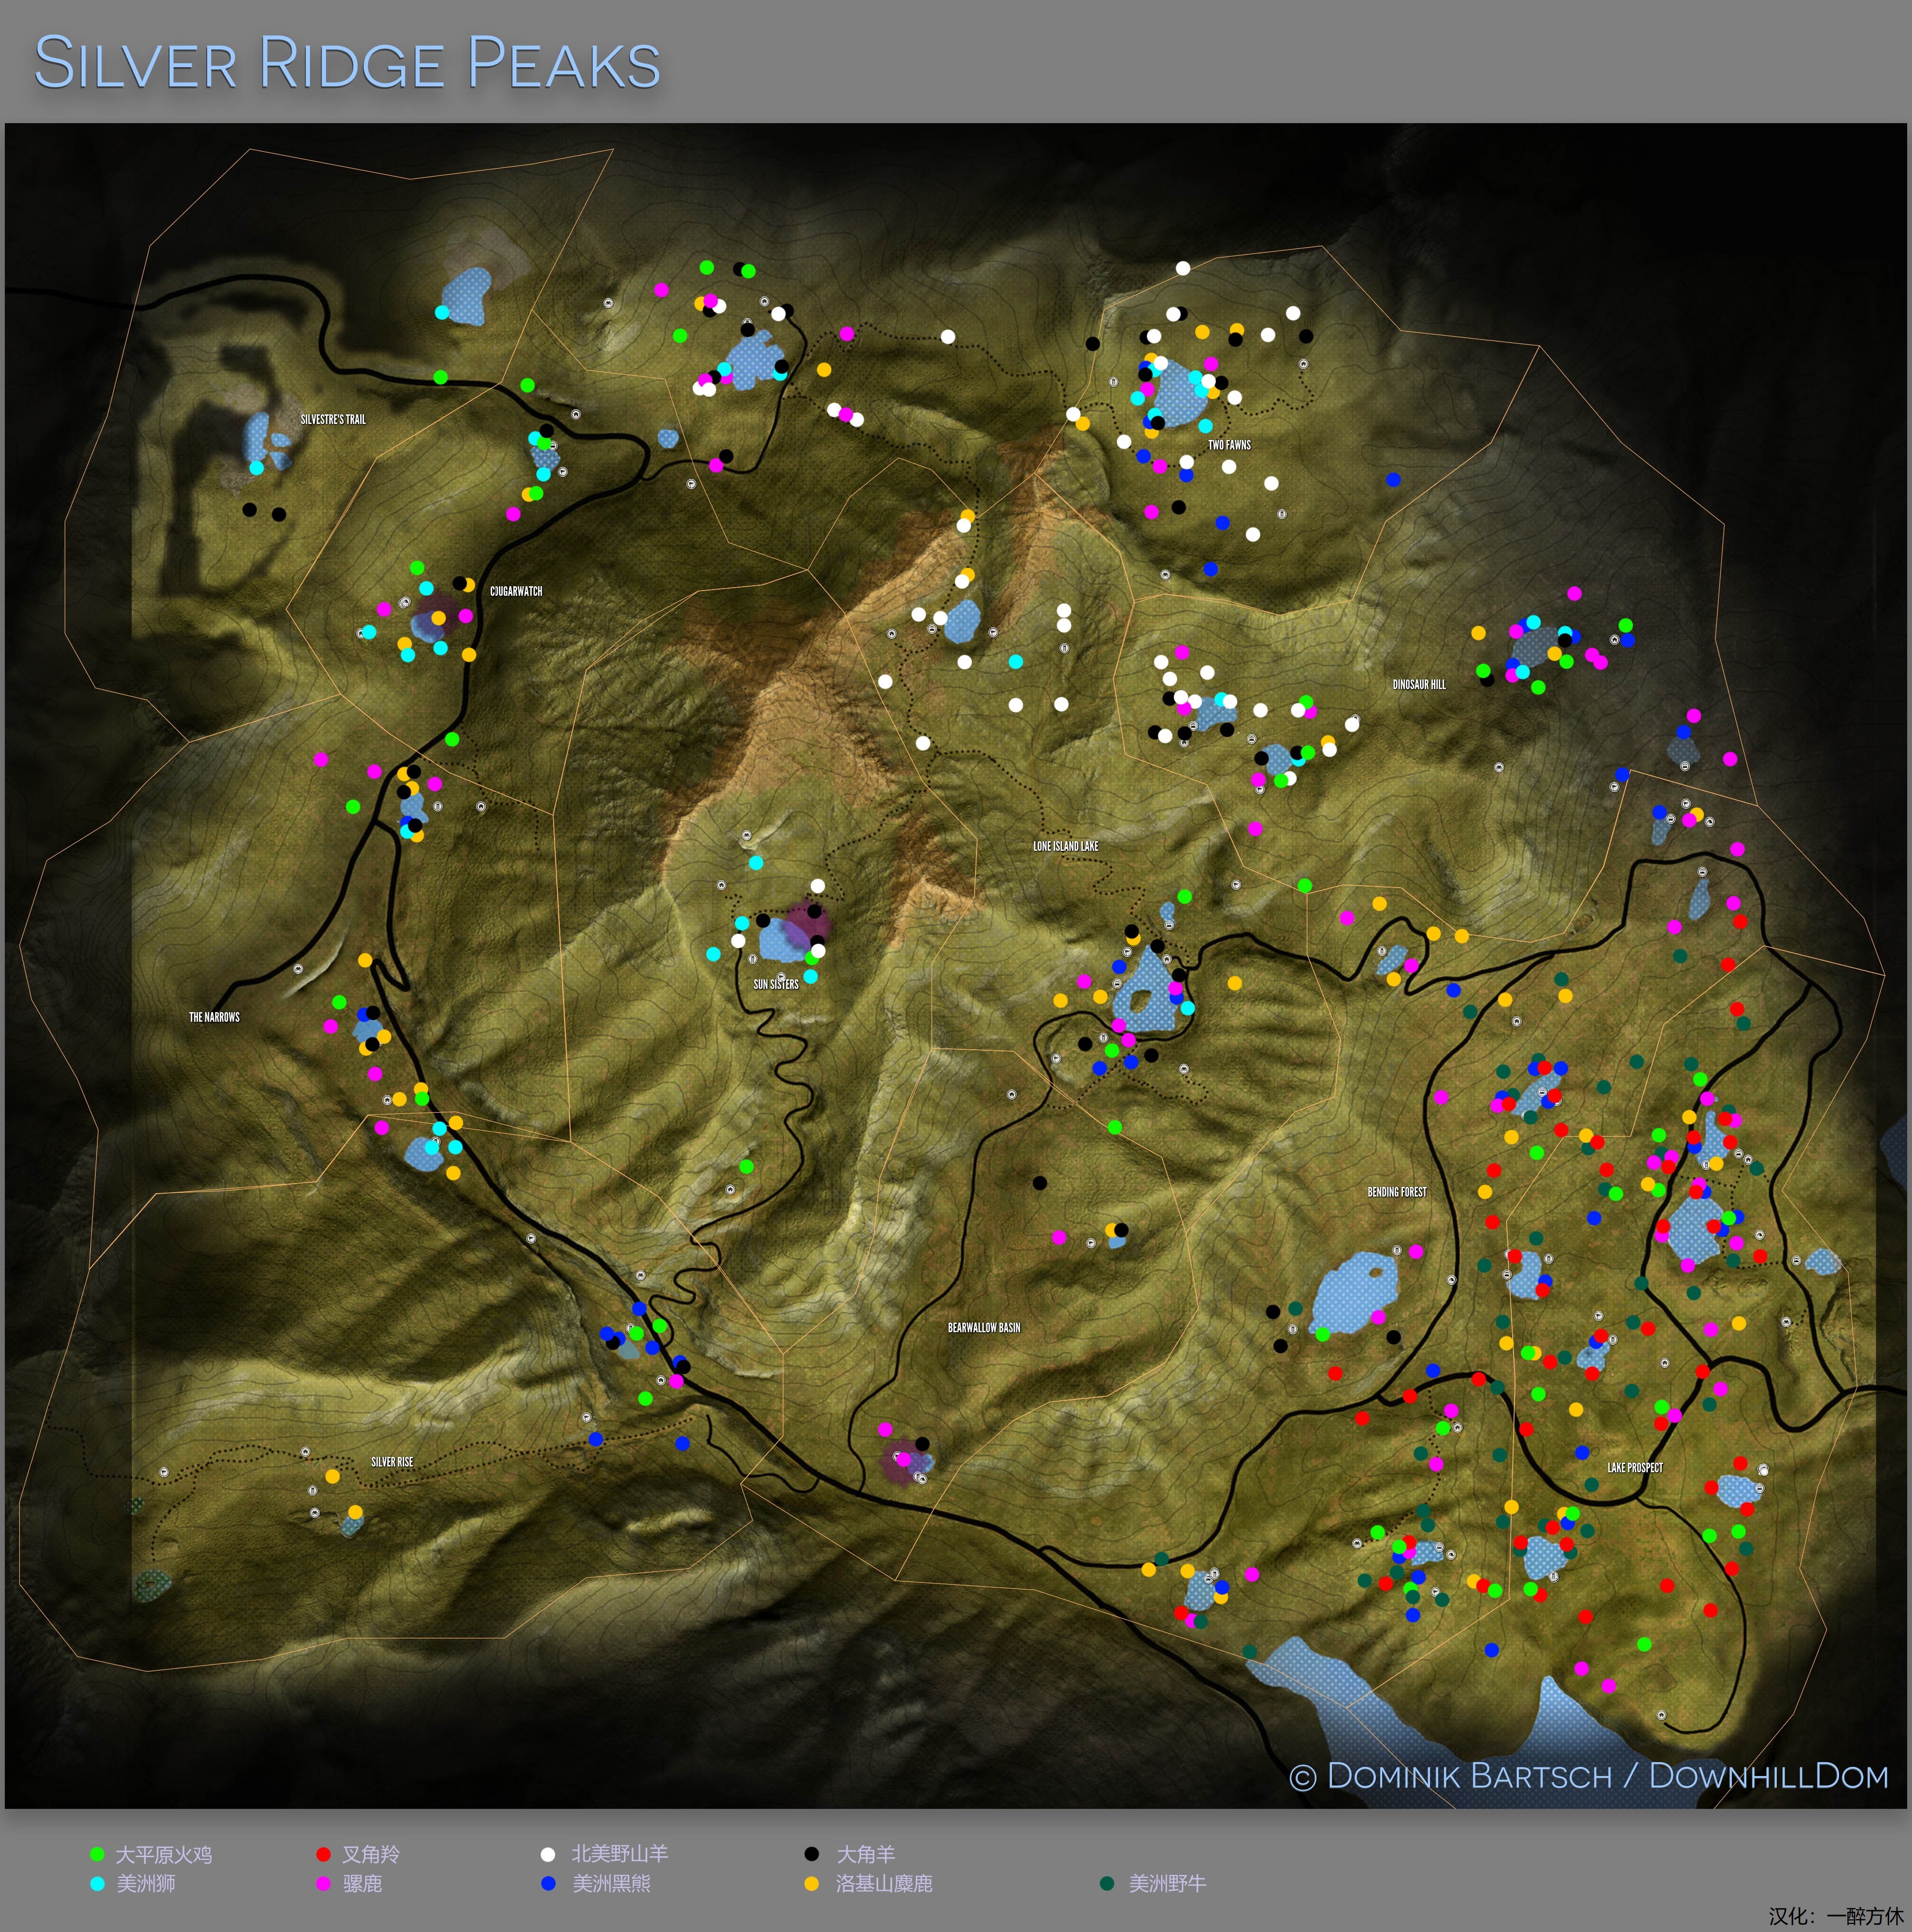 SILVER RIDGE PEAKS
SILVESTRE'S TRAIL
TWO FAWNS
COUGARWATCH
DINOSAUR HILL
LONE ISLAND LAKE
SUN SISTERS
THE NARROWS
BENDING FOREST
BEARWALLOW BASIN
SILVER RISE
LAKE PROSPECT
© DOMINIK BARTSCH / DOWNHILLDOM
大平原火鸡 叉角羚 北美野山羊 大角羊
美洲狮 骡鹿 美洲黑熊 洛基山麋鹿 美洲野牛
汉化：一醉方休